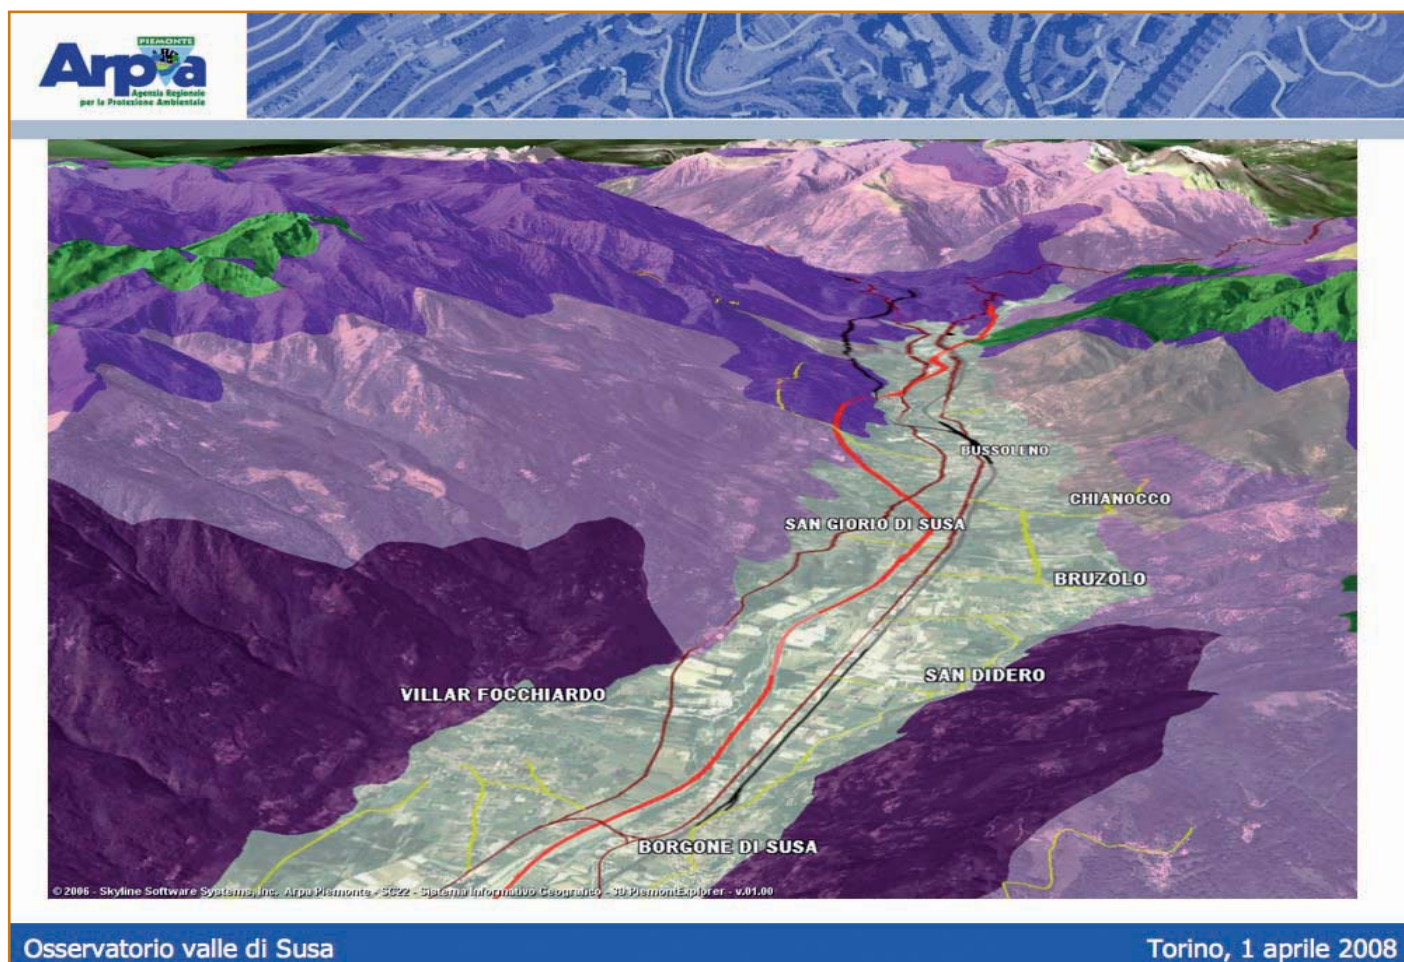 PIEMONTE
Arpa
Agenzia Regionale
per la Protezione Ambientale
BUSSOLENO
CHIANOCCO
SAN GIORIO DI SUSA
BRUZOLO
SAN DIDERO
VILLAR FOCCHIARDO
BORGONE DI SUSA
© 2006 - Skyline Software Systems, Inc. Arpa Piemonte - SC22 - Sistema Informativo Geografico - 3D PiemontExplorer - v.01.00
Osservatorio valle di Susa
Torino, 1 aprile 2008